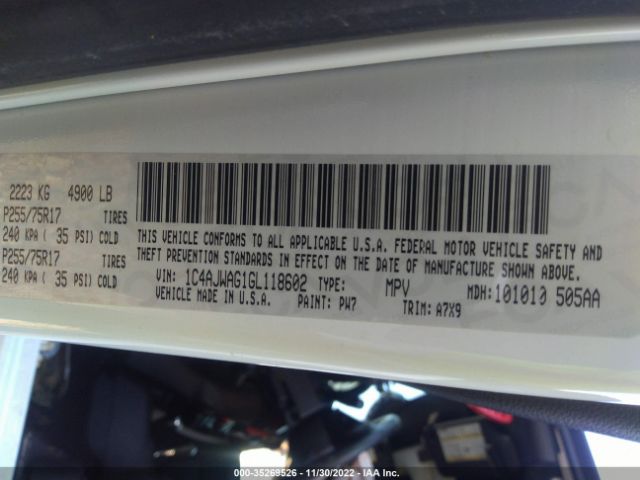 2223 KG 4900 LB
P255/75R17 TIRES
240 KPA ( 35 PSI) COLD
P255/75R17 TIRES
240 KPA ( 35 PSI) COLD
THIS VEHICLE CONFORMS TO ALL APPLICABLE U.S.A. FEDERAL MOTOR VEHICLE SAFETY AND
THEFT PREVENTION STANDARDS IN EFFECT ON THE DATE OF MANUFACTURE SHOWN ABOVE.
VIN: 1C4AJWAG1GL118602 TYPE: MPV MDH: 101010 505AA
VEHICLE MADE IN U.S.A. PAINT: PW7 TRIM: A7X9
000-35269526 - 11/30/2022 - IAA Inc.